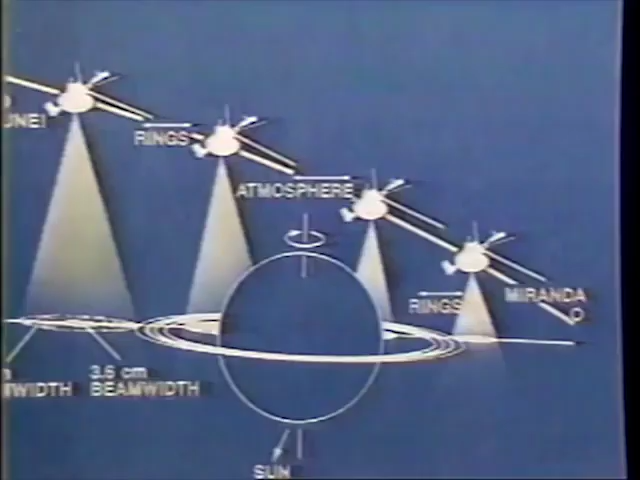 RINGS
ATMOSPHERE
RINGS
MIRANDA
3.6 cm
BEAMWIDTH
SUN